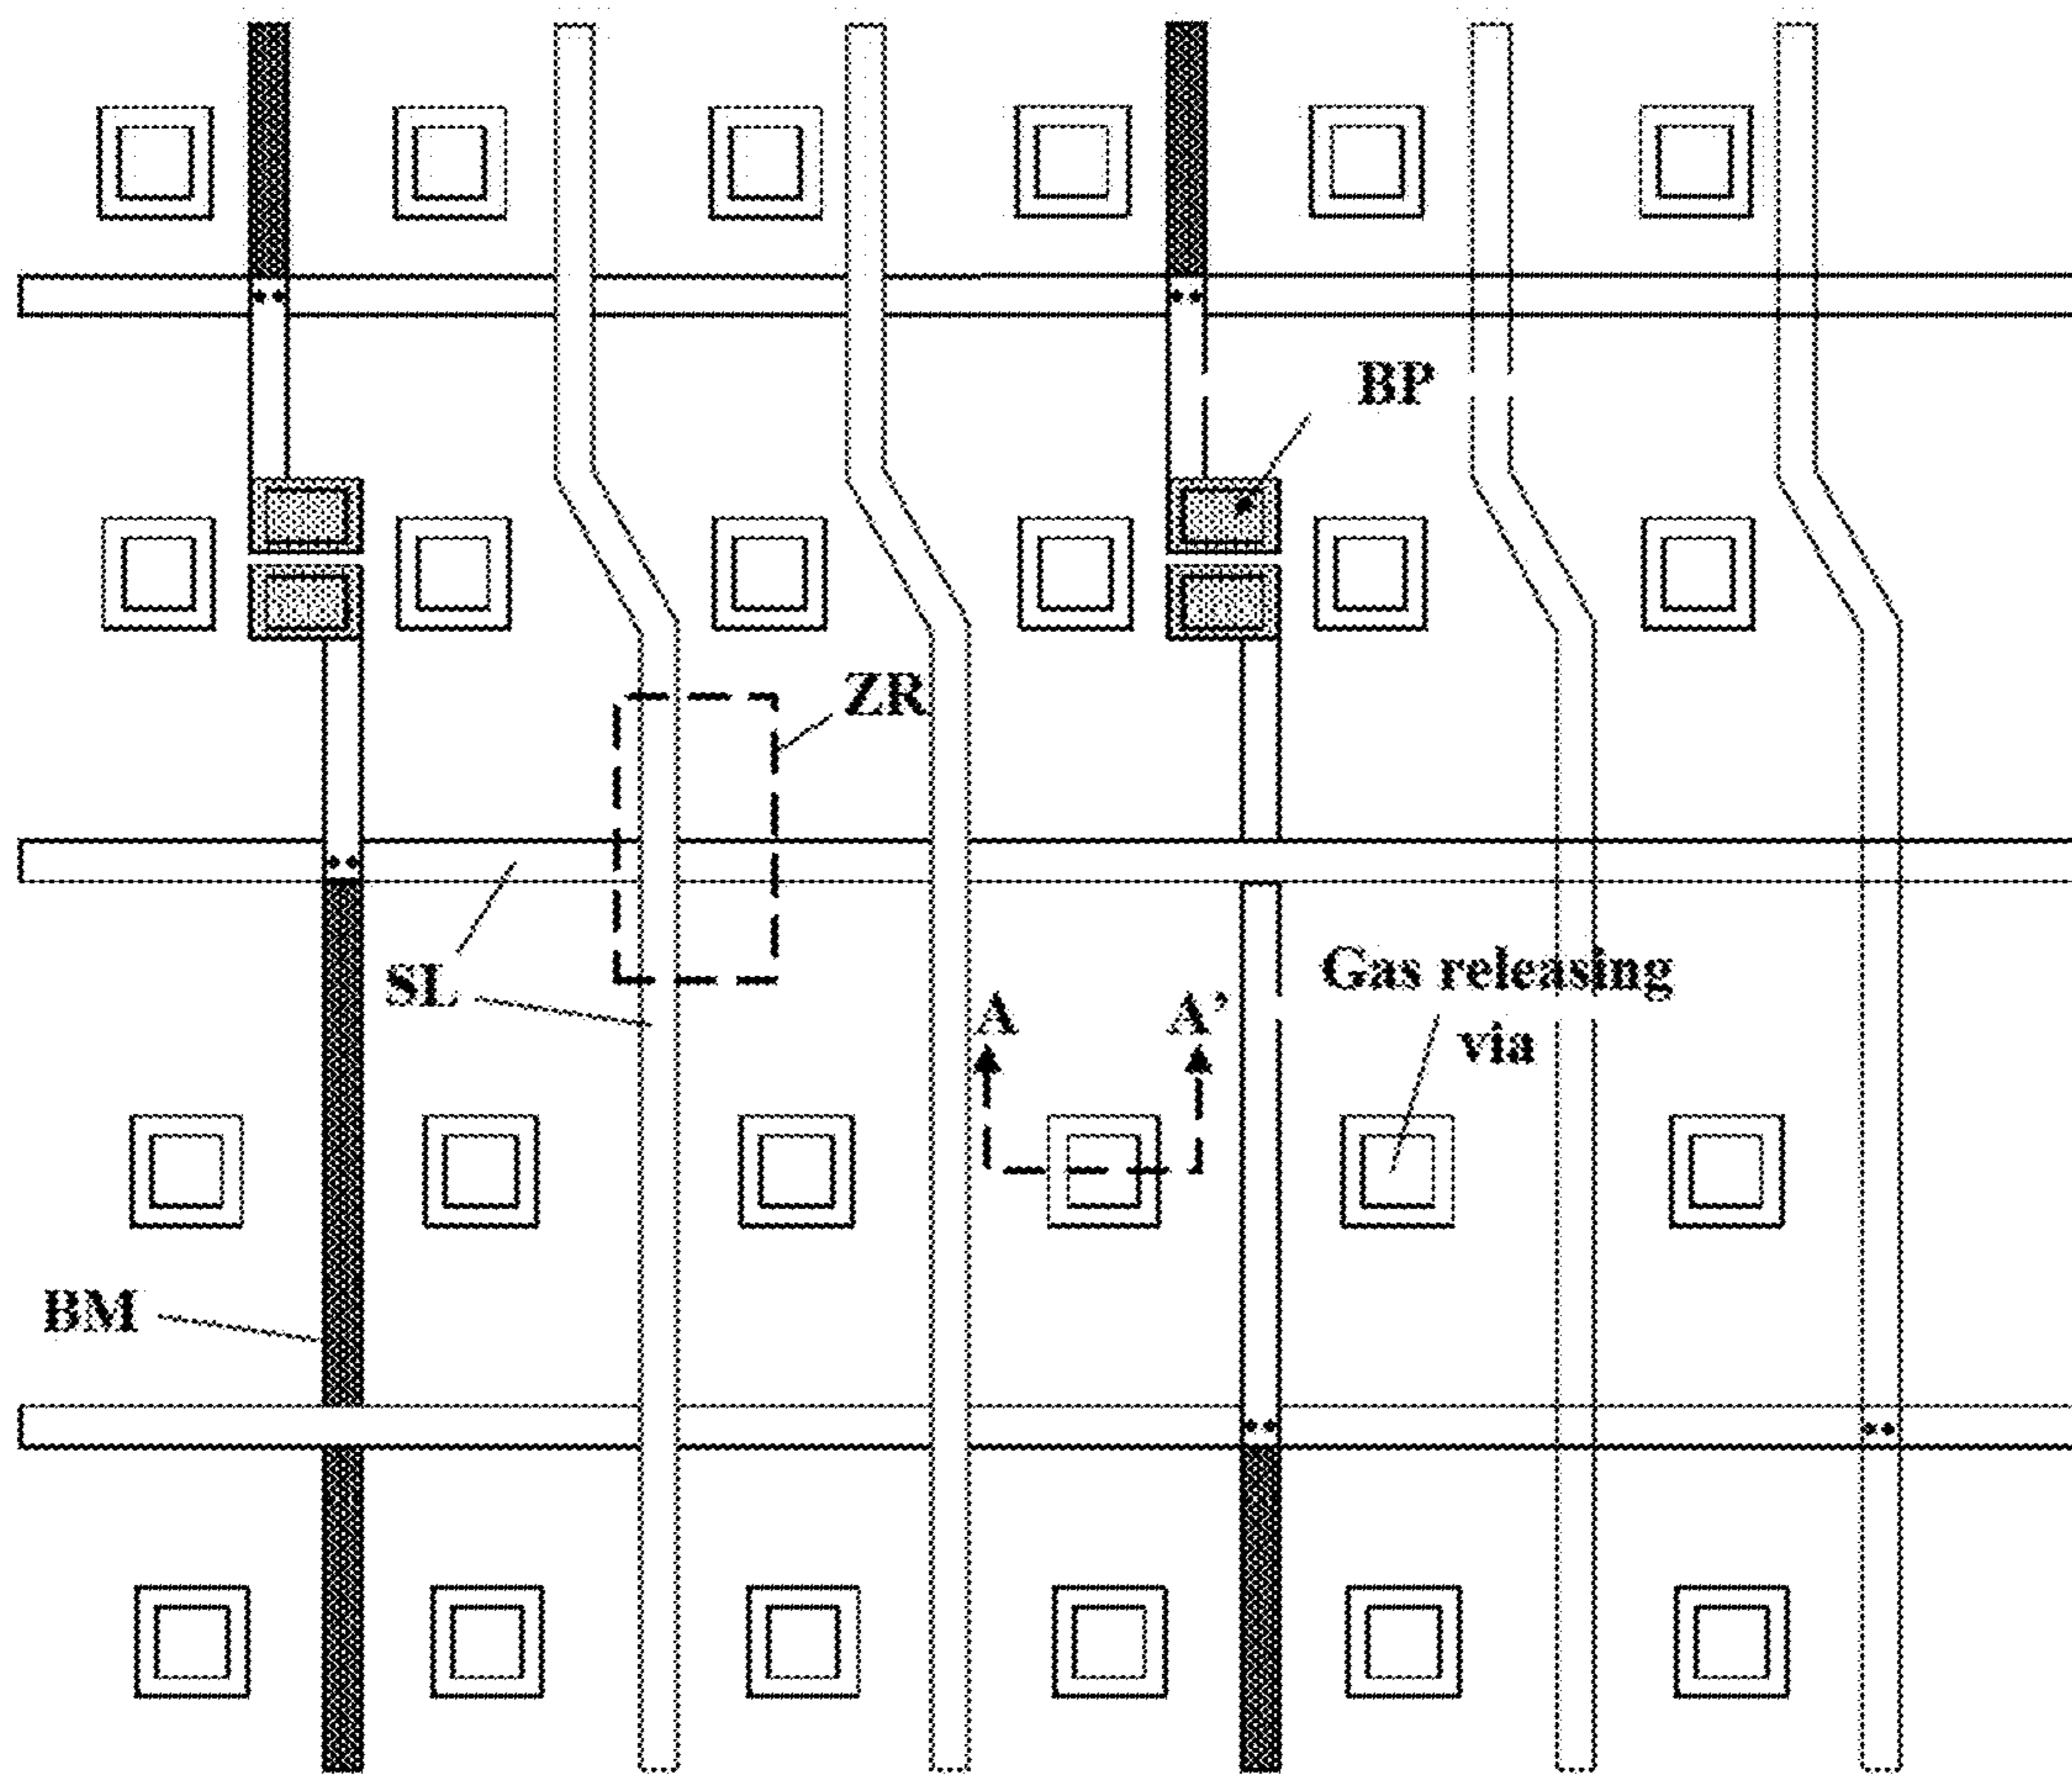 BP
ZR
SL
A A'
Gas releasing
via
BM